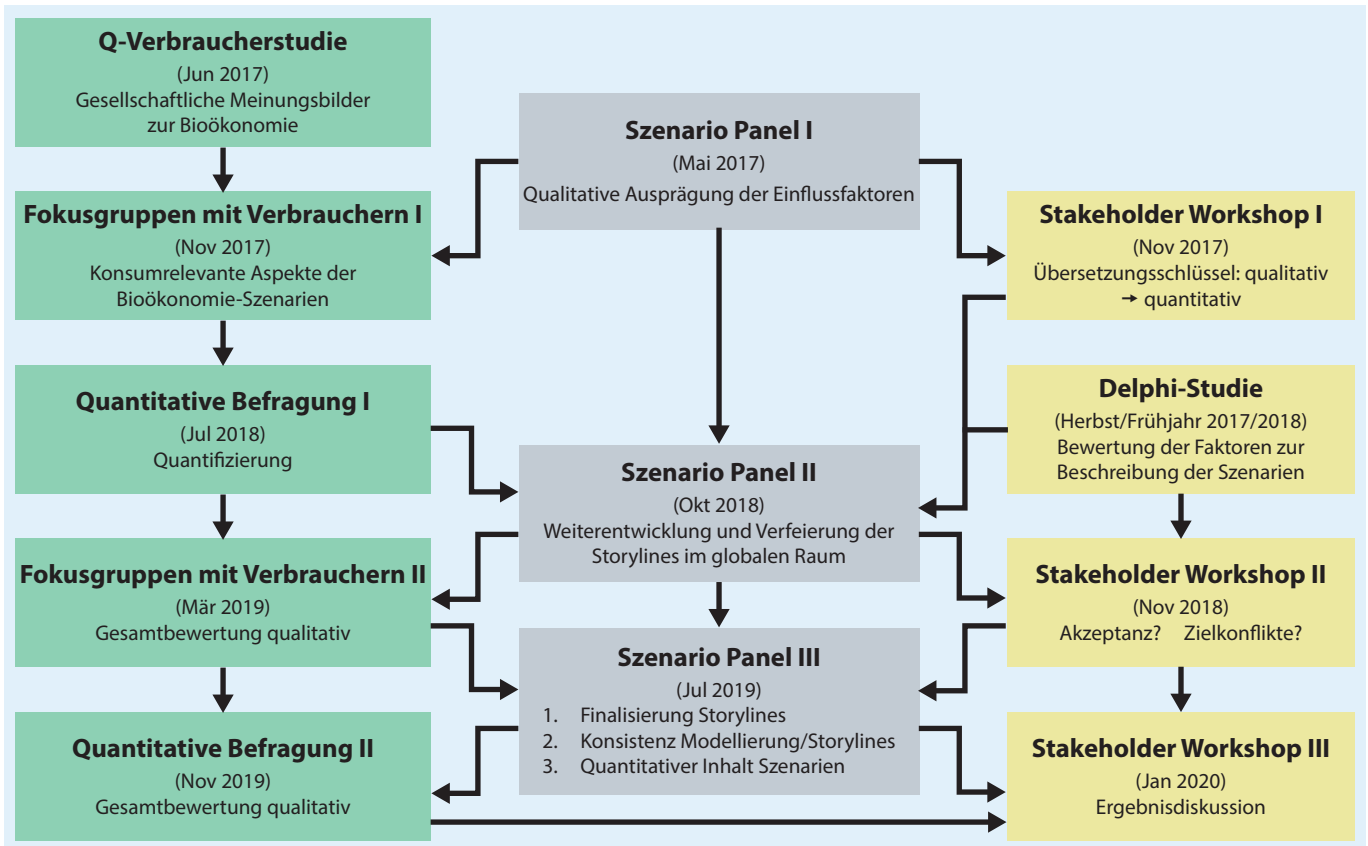 Q-Verbraucherstudie
(Jun 2017)
Gesellschaftliche Meinungsbilder
zur Bioökonomie
Fokusgruppen mit Verbrauchern I
(Nov 2017)
Konsumrelevante Aspekte der
Bioökonomie-Szenarien
Quantitative Befragung I
(Jul 2018)
Quantifizierung
Fokusgruppen mit Verbrauchern II
(Mär 2019)
Gesamtbewertung qualitativ
Quantitative Befragung II
(Nov 2019)
Gesamtbewertung qualitativ
Szenario Panel I
(Mai 2017)
Qualitative Ausprägung der Einflussfaktoren
Szenario Panel II
(Okt 2018)
Weiterentwicklung und Verfeierung der
Storylines im globalen Raum
Szenario Panel III
(Jul 2019)
1. Finalisierung Storylines
2. Konsistenz Modellierung/Storylines
3. Quantitativer Inhalt Szenarien
Stakeholder Workshop I
(Nov 2017)
Übersetzungsschlüssel: qualitativ
→ quantitativ
Delphi-Studie
(Herbst/Frühjahr 2017/2018)
Bewertung der Faktoren zur
Beschreibung der Szenarien
Stakeholder Workshop II
(Nov 2018)
Akzeptanz? Zielkonflikte?
Stakeholder Workshop III
(Jan 2020)
Ergebnisdiskussion